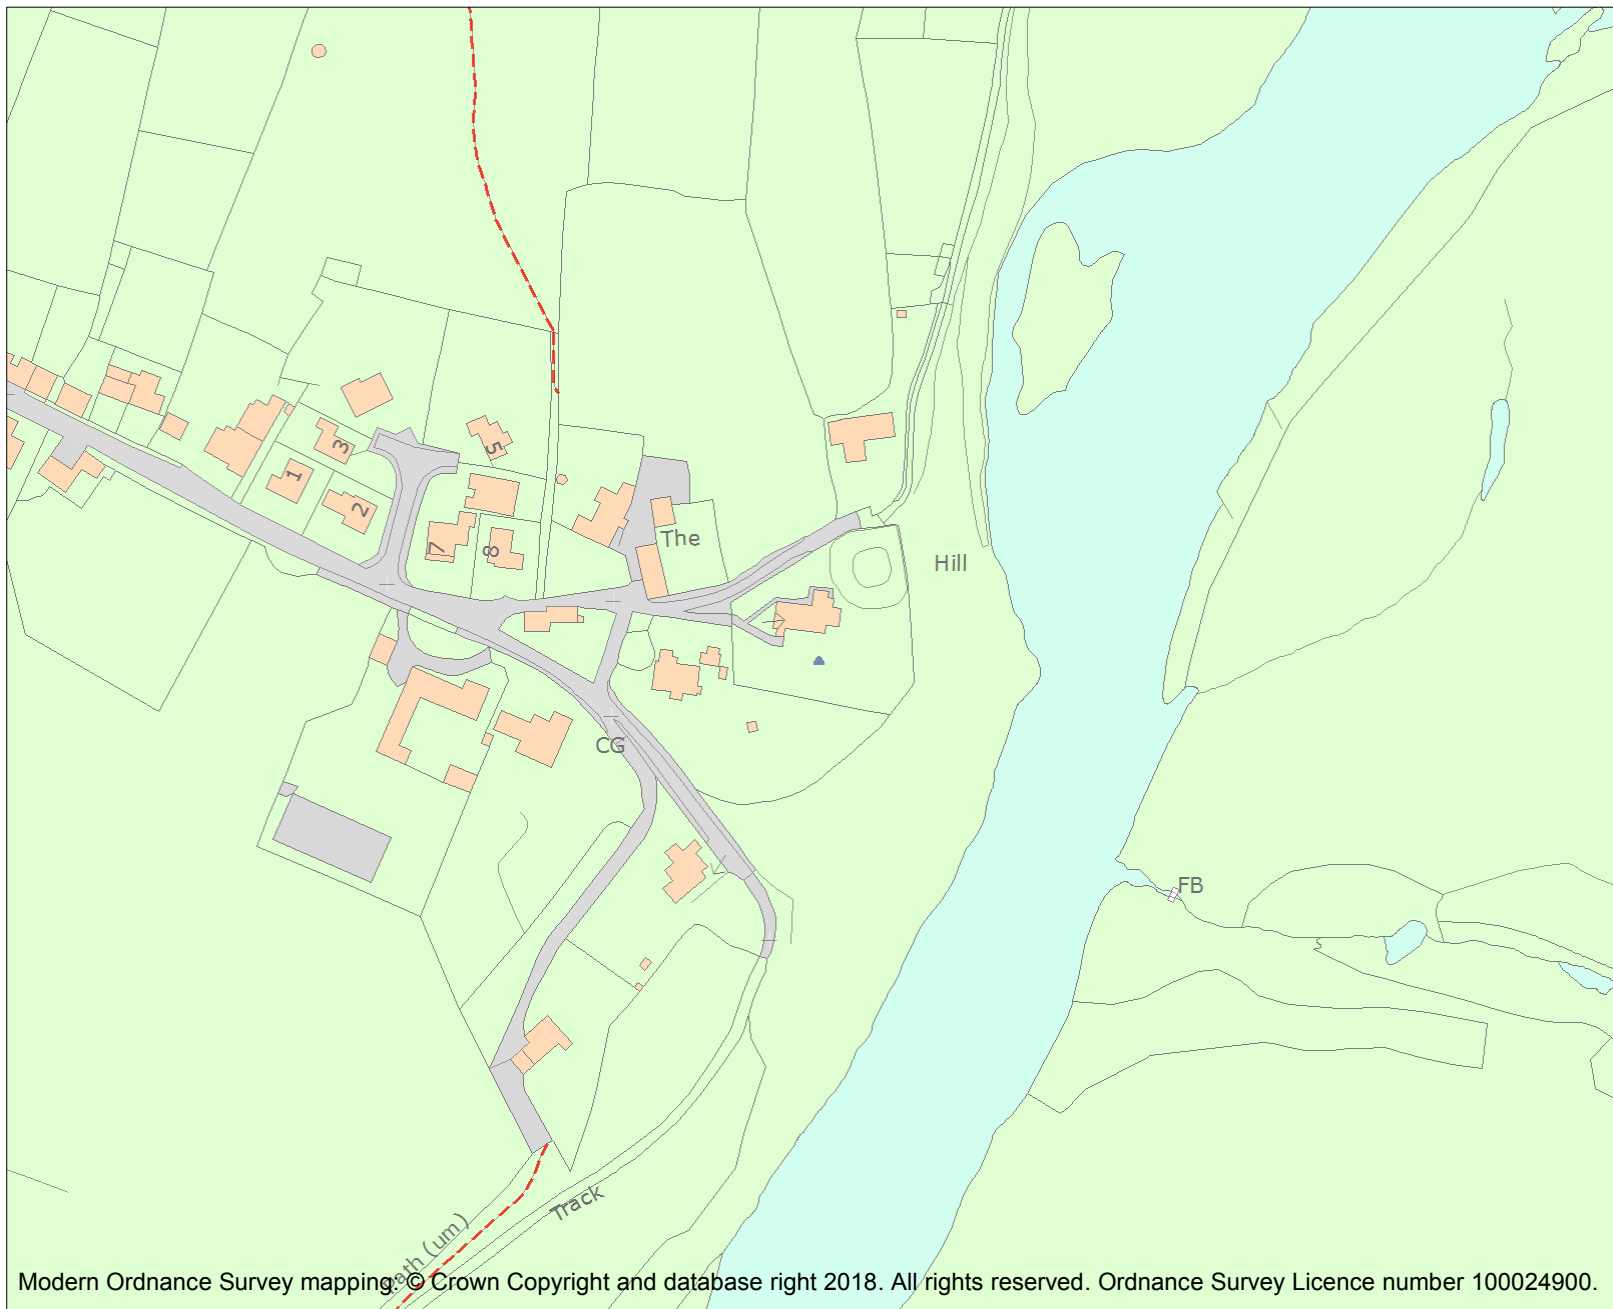 3
5
1
2
7
8
The
Hill
CG
FB
Track
Path (um)
Modern Ordnance Survey mapping: © Crown Copyright and database right 2018. All rights reserved. Ordnance Survey Licence number 100024900.